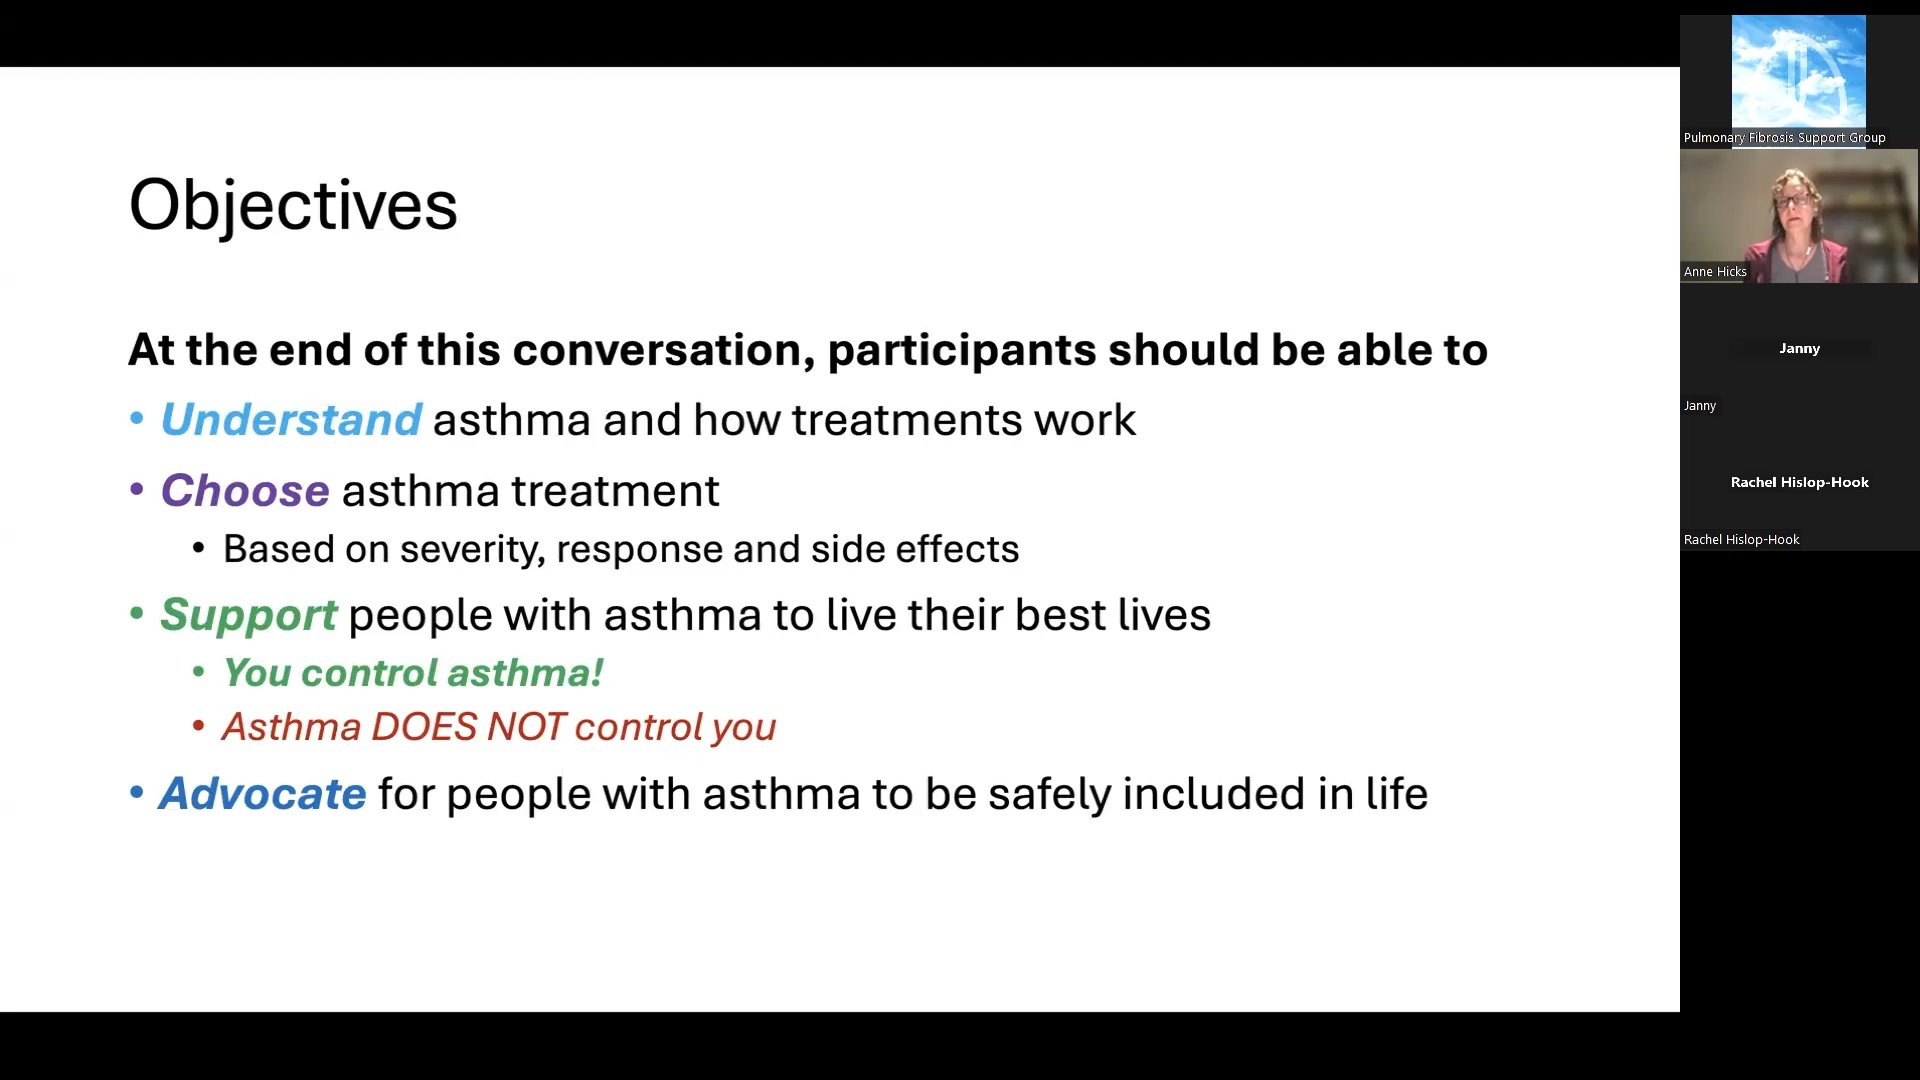 Objectives
At the end of this conversation, participants should be able to
• Understand asthma and how treatments work
• Choose asthma treatment
• Based on severity, response and side effects
• Support people with asthma to live their best lives
• You control asthma!
• Asthma DOES NOT control you
• Advocate for people with asthma to be safely included in life
Pulmonary Fibrosis Support Group
Anne Hicks
Janny
Janny
Rachel Hislop-Hook
Rachel Hislop-Hook